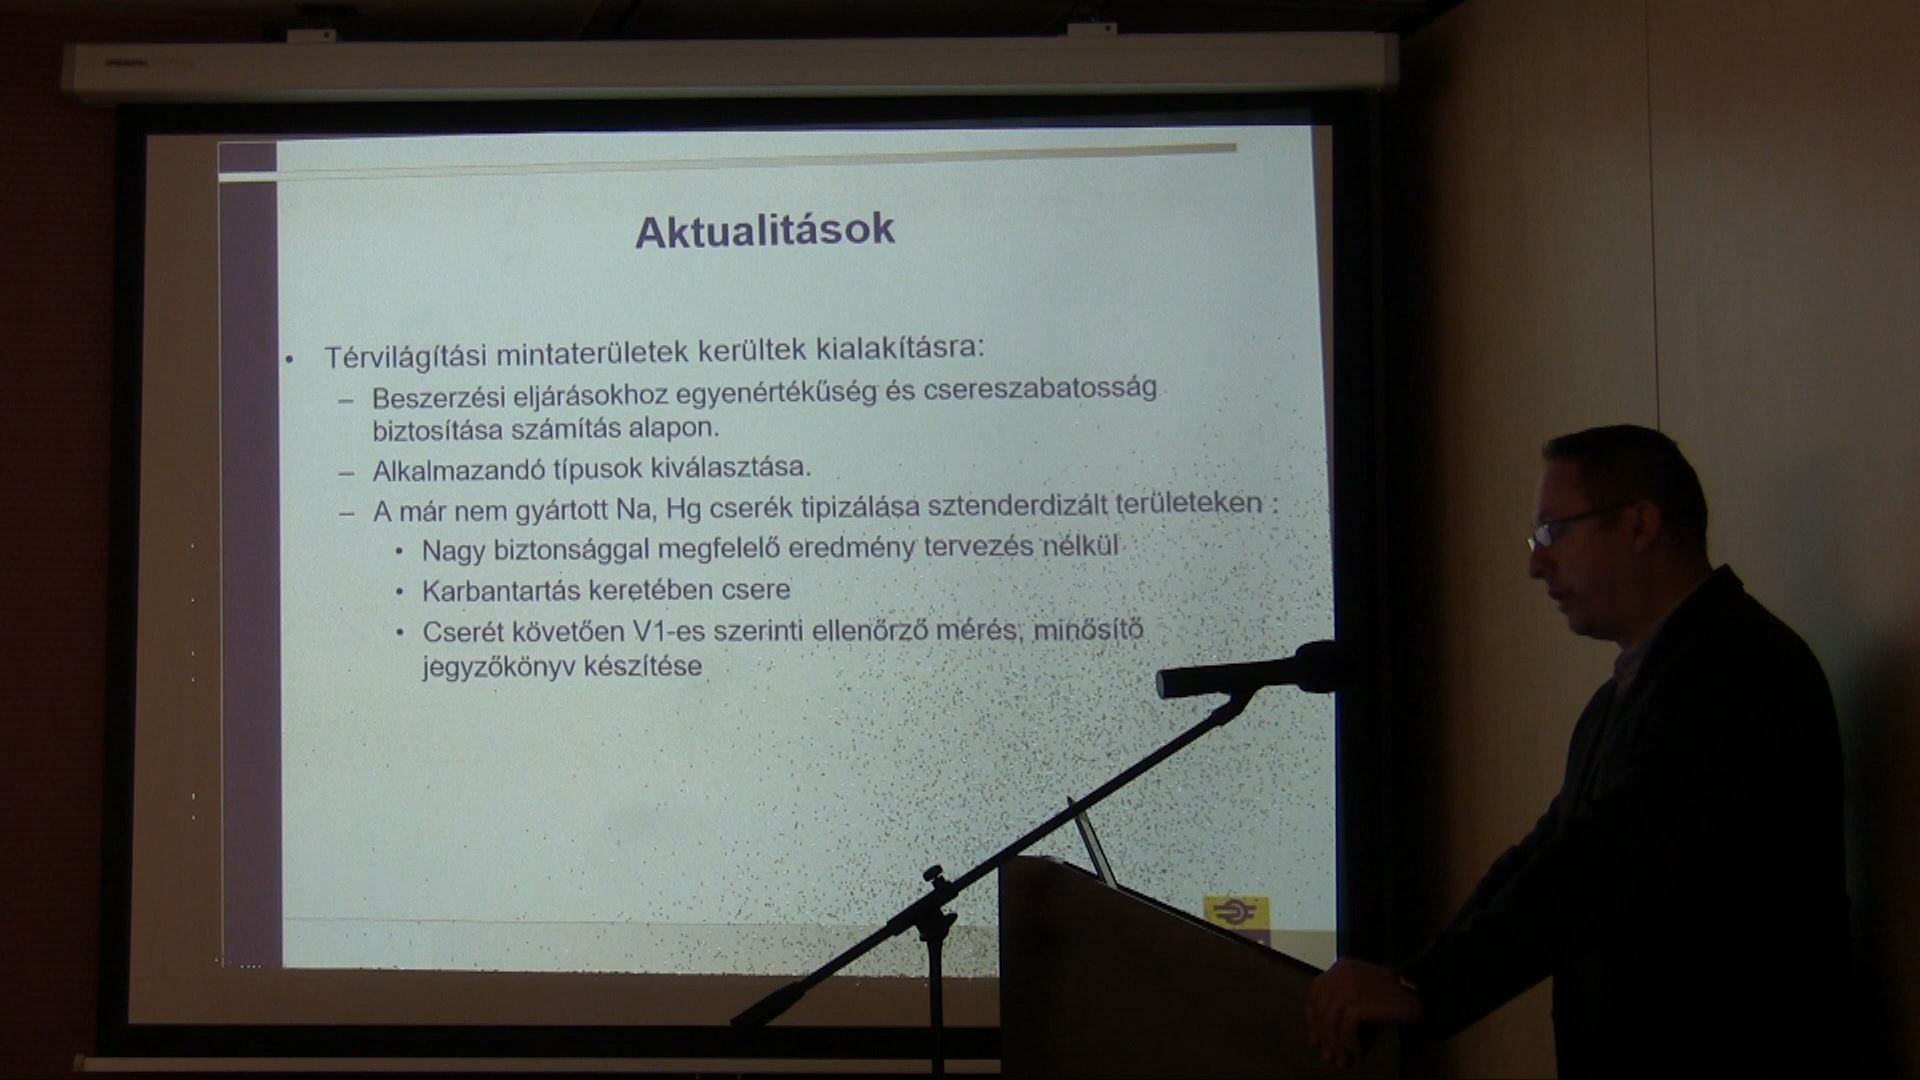 Aktualitások
• Térvilágítási mintaterületek kerültek kialakításra:
– Beszerzési eljárásokhoz egyenértékűség és csereszabatosság
biztosítása számítás alapon.
– Alkalmazandó típusok kiválasztása.
– A már nem gyártott Na, Hg cserék tipizálása sztenderdizált területeken :
• Nagy biztonsággal megfelelő eredmény tervezés nélkül
• Karbantartás keretében csere
• Cserét követően V1-es szerinti ellenőrző mérés, minősítő
jegyzőkönyv készítése